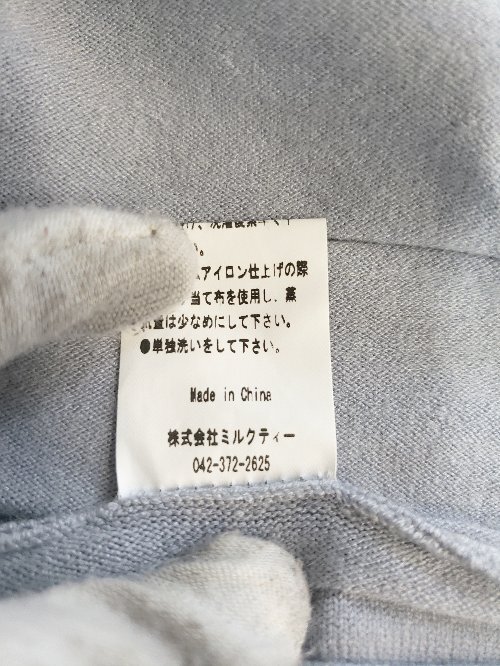 い。
アイロン仕上げの際
当て布を使用し、蒸
気量は少なめにして下さい。
●単独洗いをして下さい。
Made in China
株式会社ミルクティー
042-372-2625